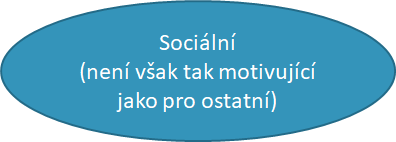 Sociální
(není však tak motivující
jako pro ostatní)